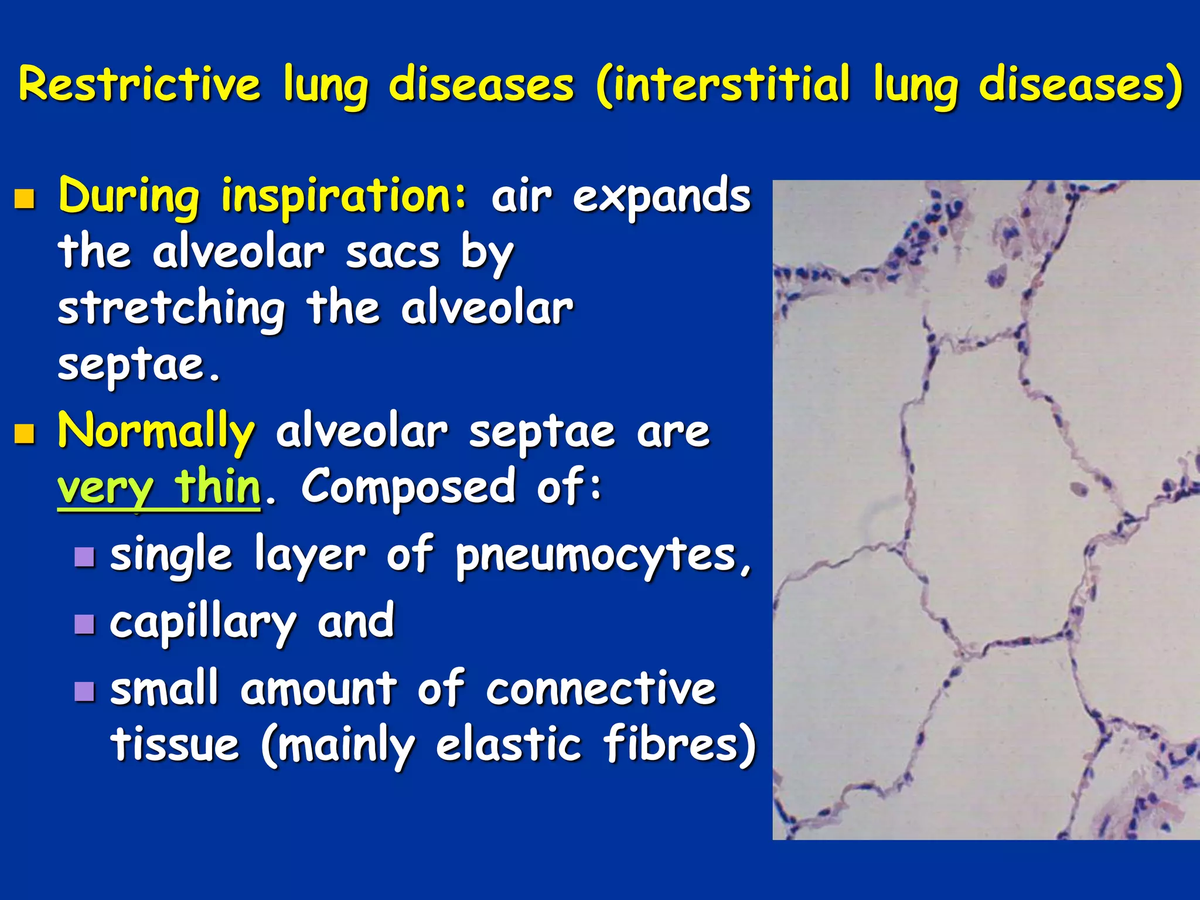 Restrictive lung diseases (interstitial lung diseases)
During inspiration: air expands
the alveolar sacs by
stretching the alveolar
septae.
Normally alveolar septae are
very thin. Composed of:
single layer of pneumocytes,
capillary and
small amount of connective
tissue (mainly elastic fibres)